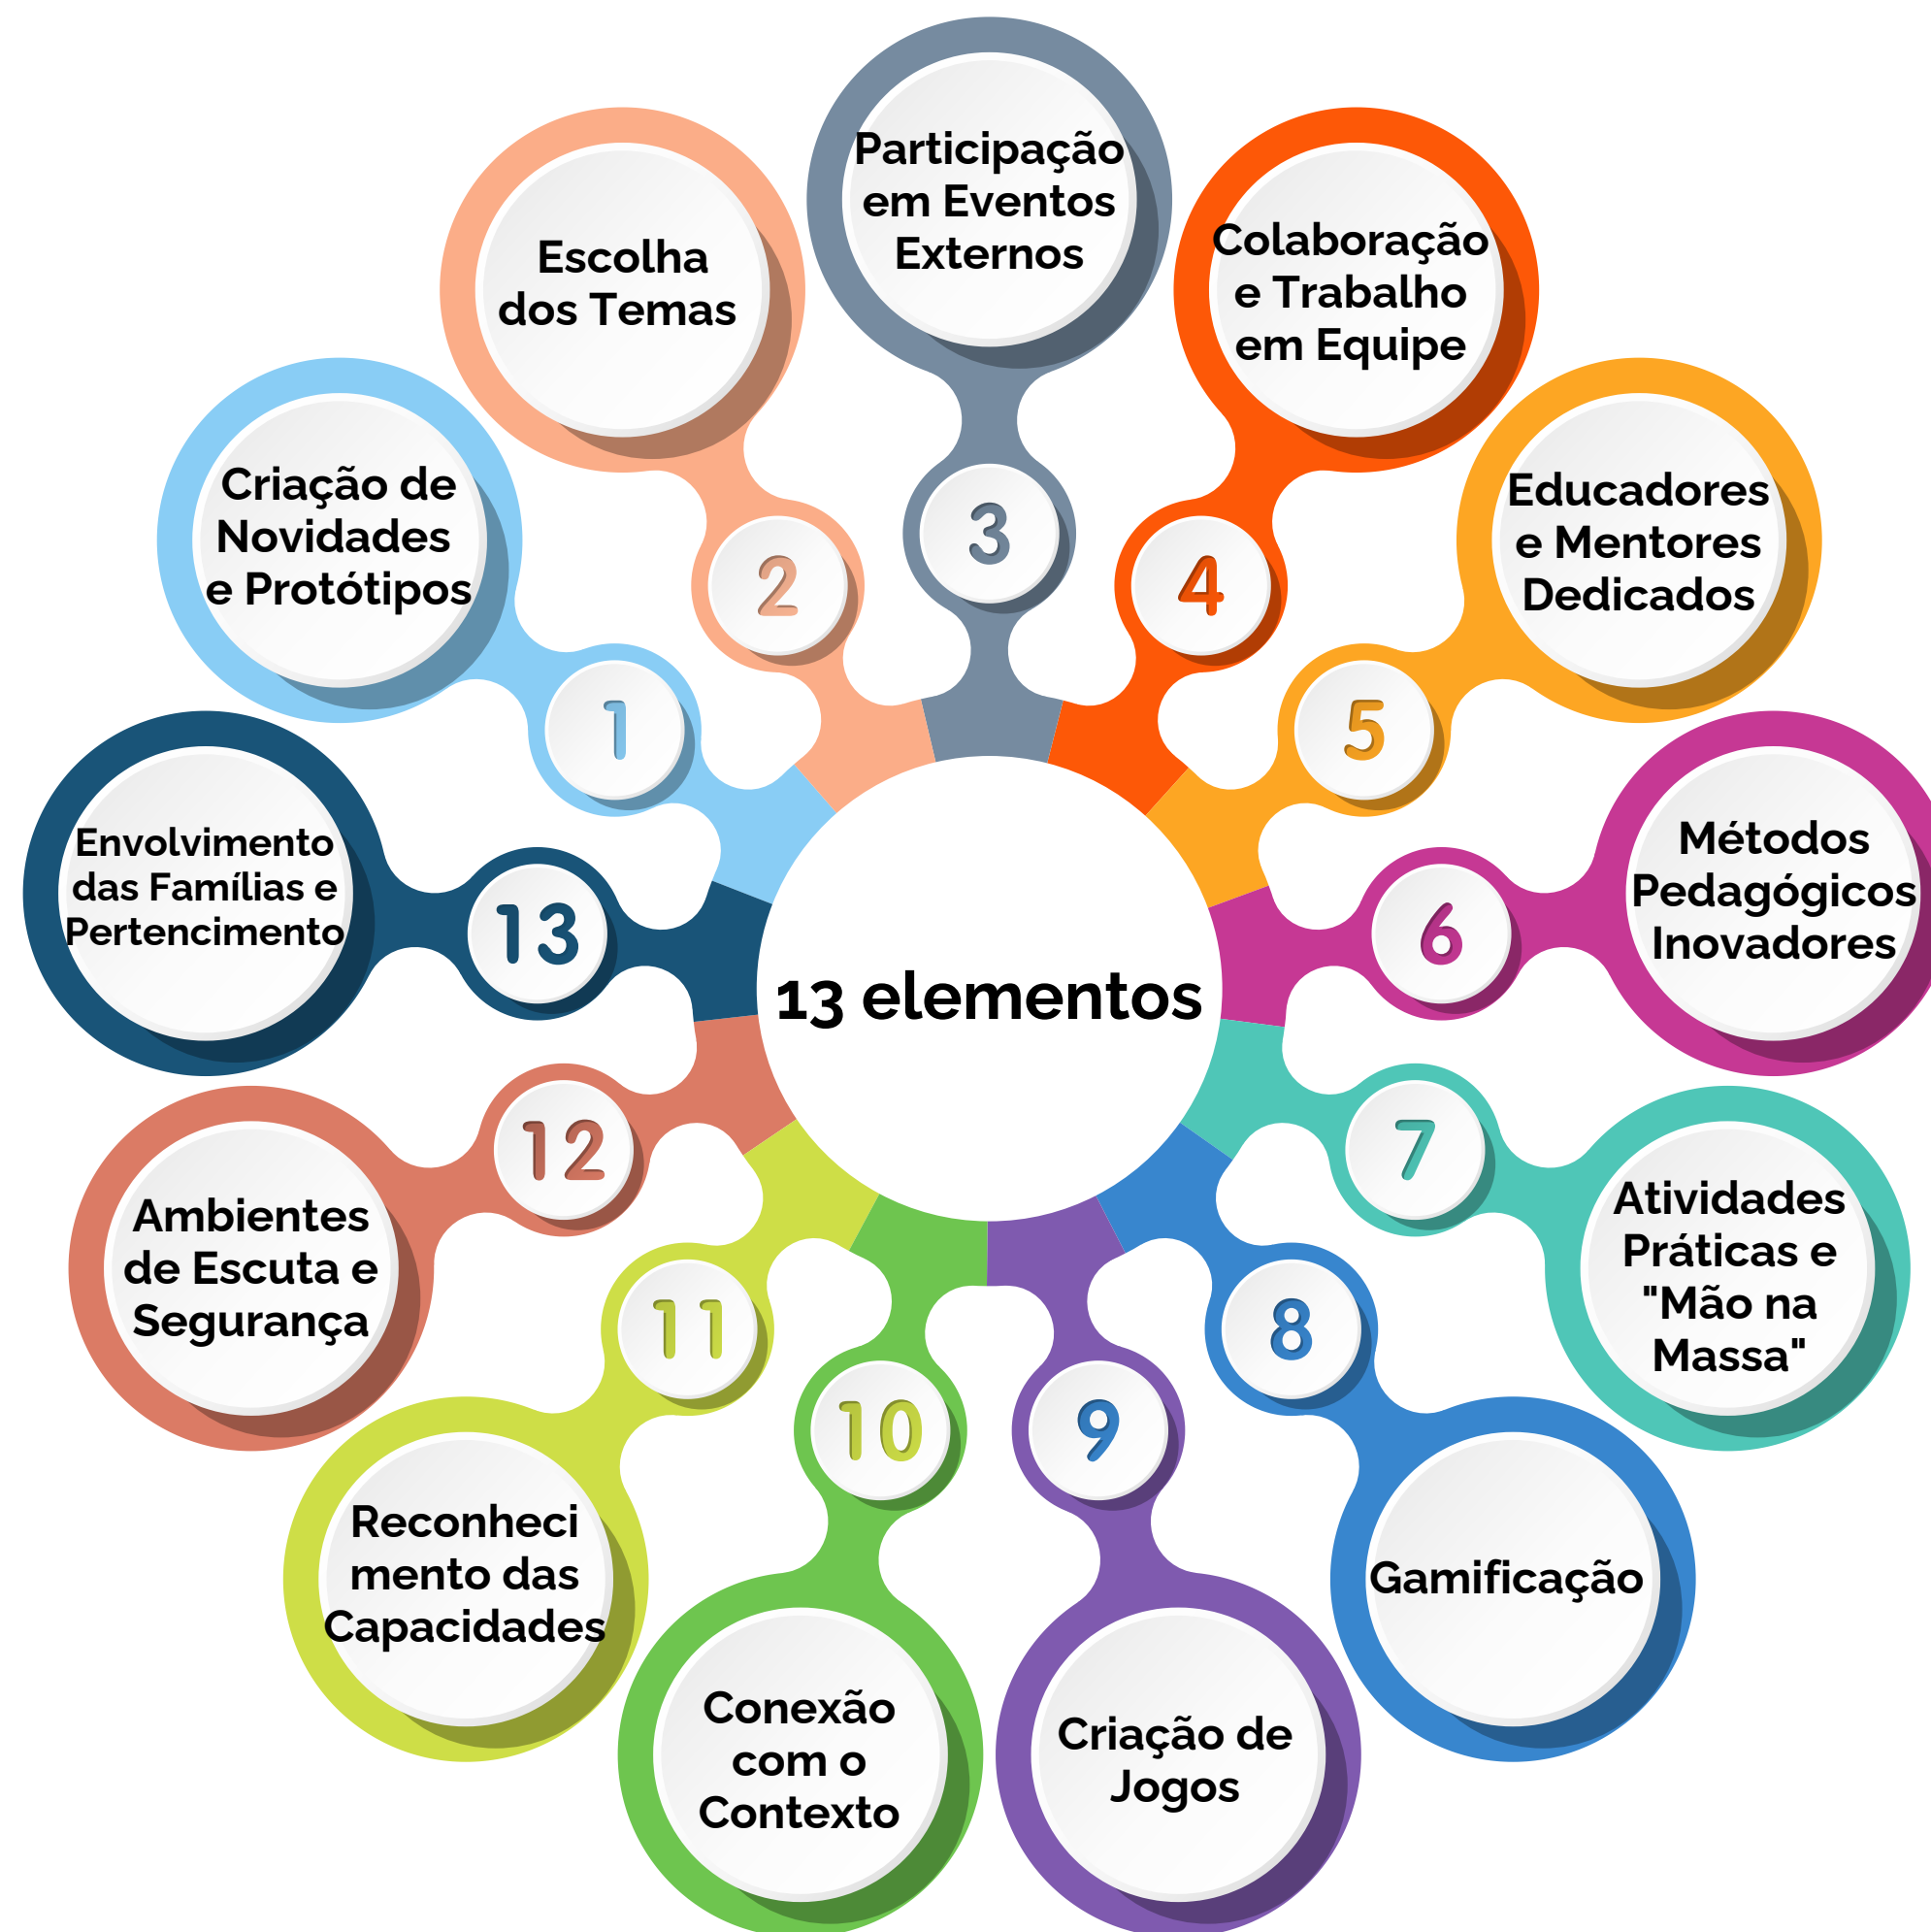 13 elementos
1
Criação de
Novidades
e Protótipos
2
Escolha
dos Temas
3
Participação
em Eventos
Externos
4
Colaboração
e Trabalho
em Equipe
5
Educadores
e Mentores
Dedicados
6
Métodos
Pedagógicos
Inovadores
7
Atividades
Práticas e
"Mão na
Massa"
8
Gamificação
9
Criação de
Jogos
10
Conexão
com o
Contexto
11
Reconheci
mento das
Capacidades
12
Ambientes
de Escuta e
Segurança
13
Envolvimento
das Famílias e
Pertencimento